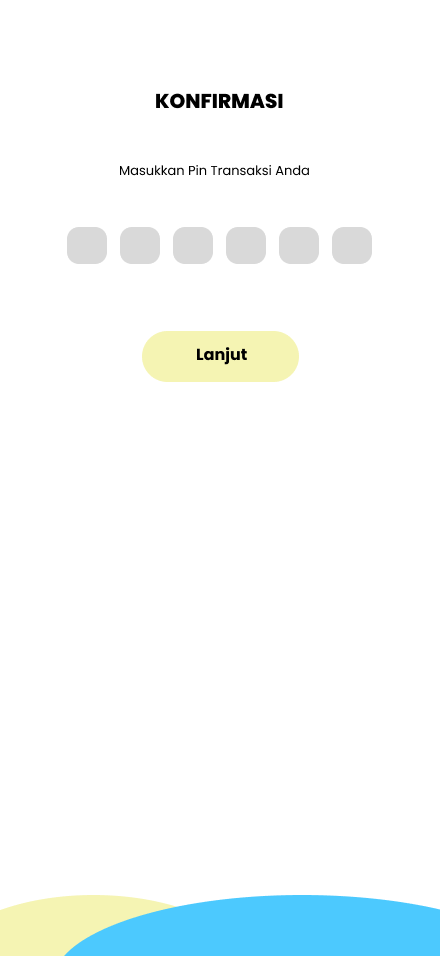 KONFIRMASI
Masukkan Pin Transaksi Anda
Lanjut